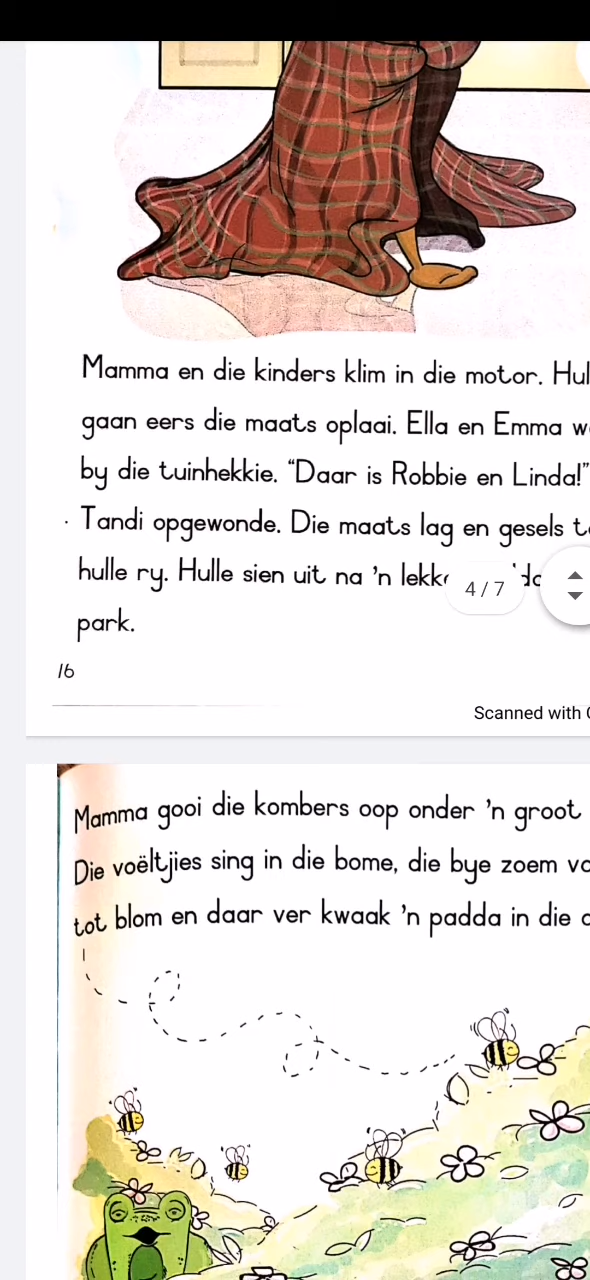 Mamma en die kinders klim in die motor. Hul
gaan eers die maats oplaai. Ella en Emma w
by die tuinhekkie. “Daar is Robbie en Linda!”
Tandi opgewonde. Die maats lag en gesels t
hulle ry. Hulle sien uit na ’n lekk
4 / 7
park.
16
Scanned with
Mamma gooi die kombers oop onder ’n groot
Die voëltjies sing in die bome, die bye zoem vo
tot blom en daar ver kwaak ’n padda in die